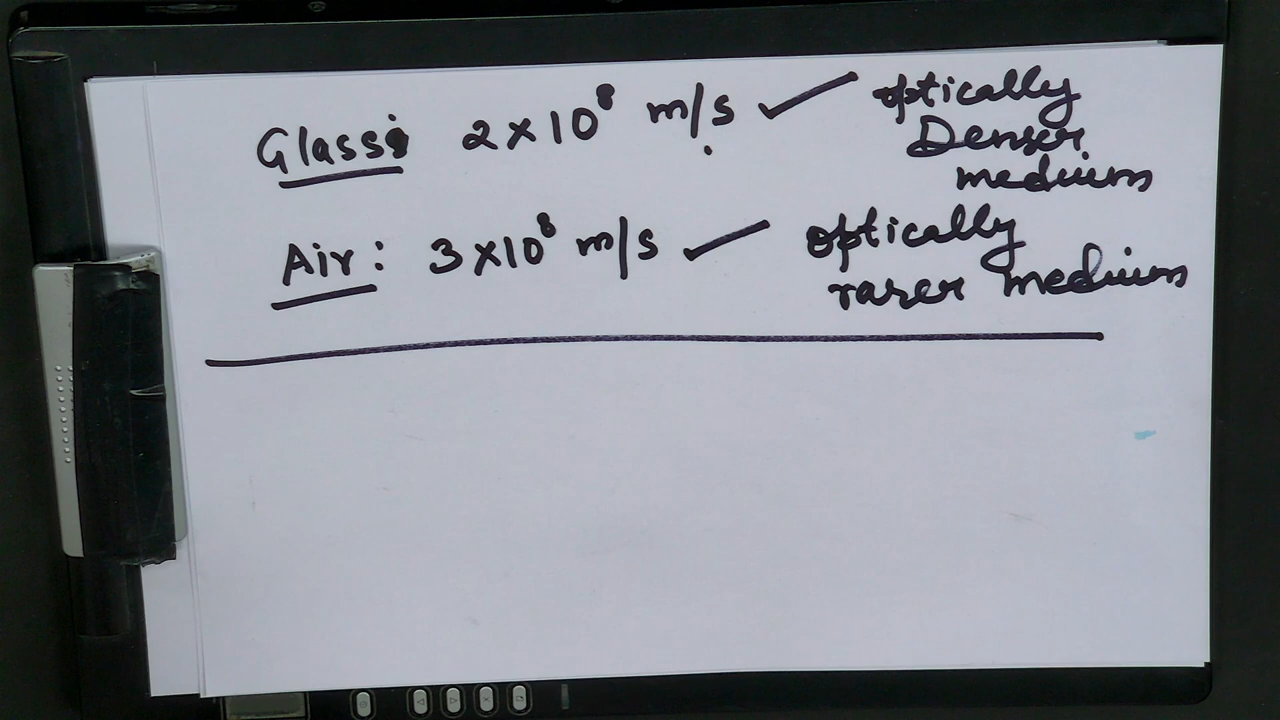 Glass: 2×10⁸ m/s ✓ optically
Denser
medium
Air: 3×10⁸ m/s ✓ optically
rarer medium